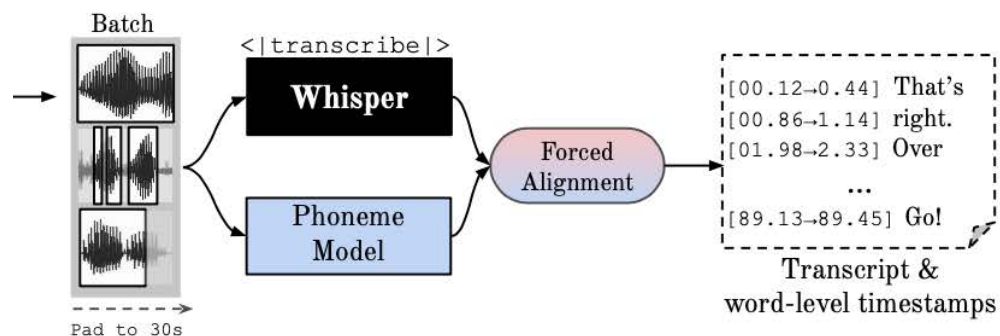 Batch
Pad to 30s
<|transcribe|>
Whisper
Phoneme
Model
Forced
Alignment
[00.12→0.44] That's
[00.86→1.14] right.
[01.98→2.33] Over
...
[89.13→89.45] Go!
Transcript &
word-level timestamps